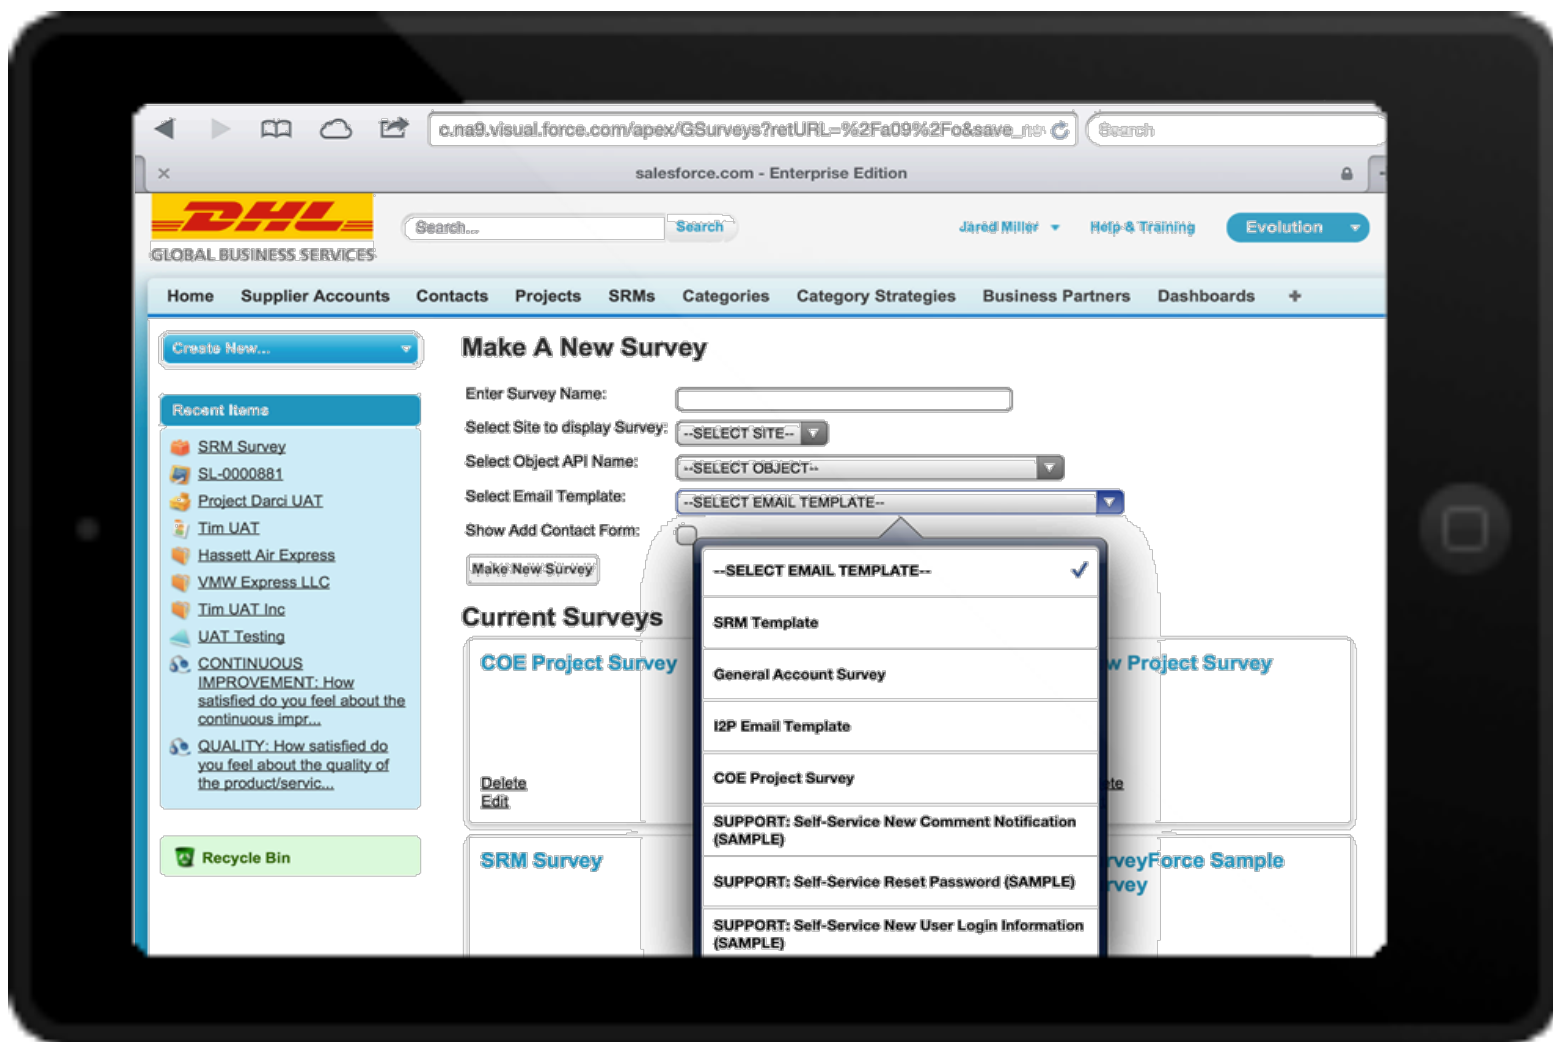 c.na9.visual.force.com/apex/GSurveys?retURL=%2Fa09%2Fo&save_
Search
salesforce.com - Enterprise Edition
DHL
GLOBAL BUSINESS SERVICES
Search...
Search
Jared Miller
Help & Training
Evolution
Home Supplier Accounts Contacts Projects SRMs Categories Category Strategies Business Partners Dashboards +
Create New...
Recent Items
SRM Survey
SL-0000881
Project Darci UAT
Tim UAT
Hassett Air Express
VMW Express LLC
Tim UAT Inc
UAT Testing
CONTINUOUS
IMPROVEMENT: How
satisfied do you feel about the
continuous impr...
QUALITY: How satisfied do
you feel about the quality of
the product/servic...
Recycle Bin
Make A New Survey
Enter Survey Name:
Select Site to display Survey: --SELECT SITE--
Select Object API Name: --SELECT OBJECT--
Select Email Template: --SELECT EMAIL TEMPLATE--
Show Add Contact Form:
Make New Survey
--SELECT EMAIL TEMPLATE--
SRM Template
General Account Survey
I2P Email Template
COE Project Survey
SUPPORT: Self-Service New Comment Notification
(SAMPLE)
SUPPORT: Self-Service Reset Password (SAMPLE)
SUPPORT: Self-Service New User Login Information
(SAMPLE)
Current Surveys
COE Project Survey
Delete
Edit
w Project Survey
te
SRM Survey
rveyForce Sample
rvey